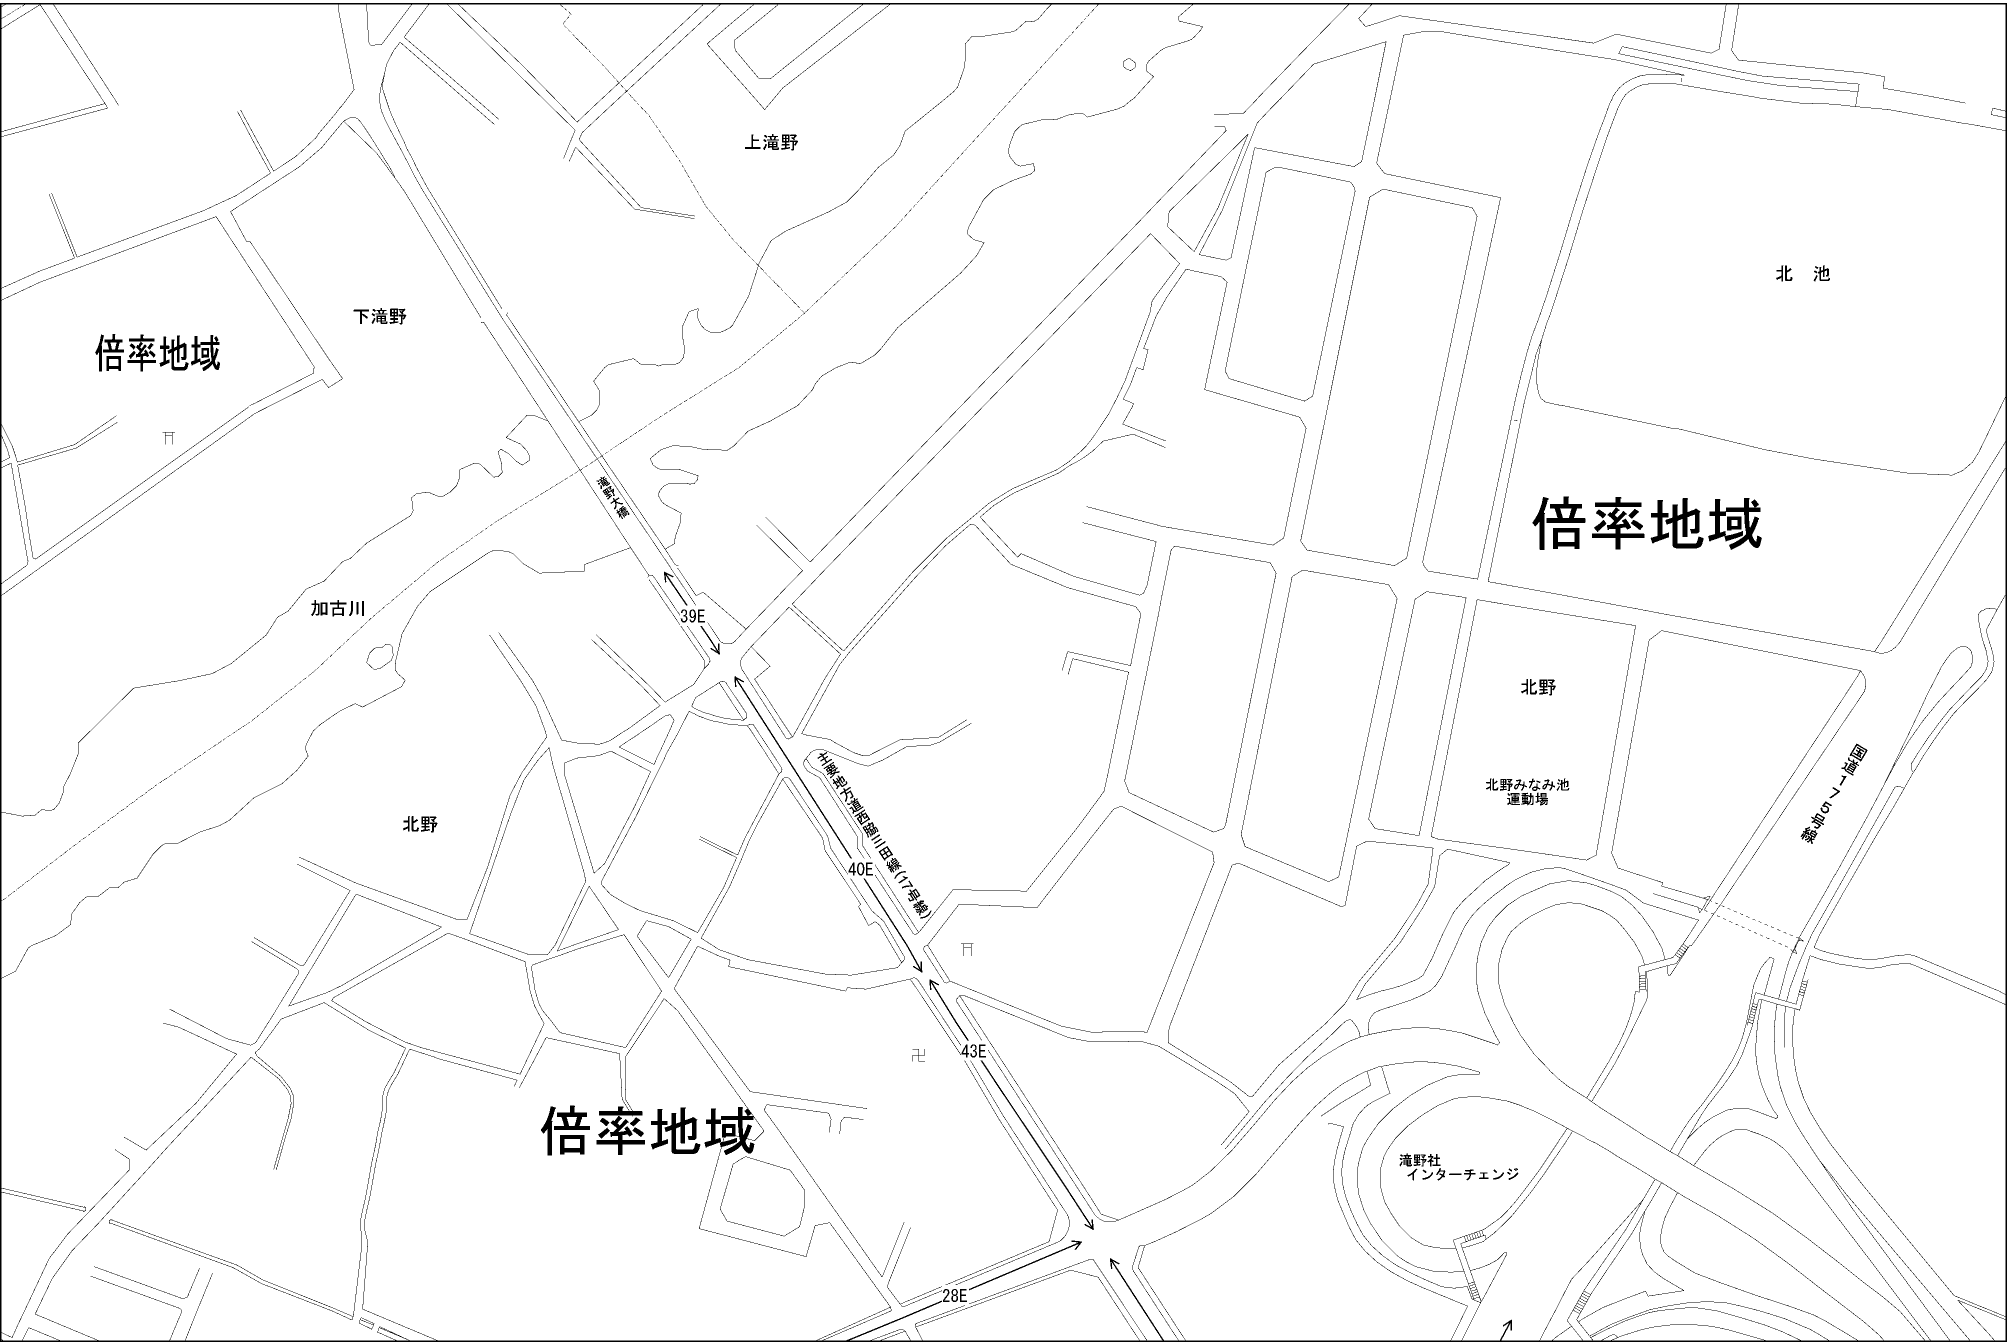 上滝野
北　池
下滝野
倍率地域
滝野大橋
倍率地域
加古川
39E
北野
国道175号線
主要地方道西脇三田線(17号線)
北野みなみ池
運動場
北野
40E
43E
倍率地域
滝野社
インターチェンジ
28E